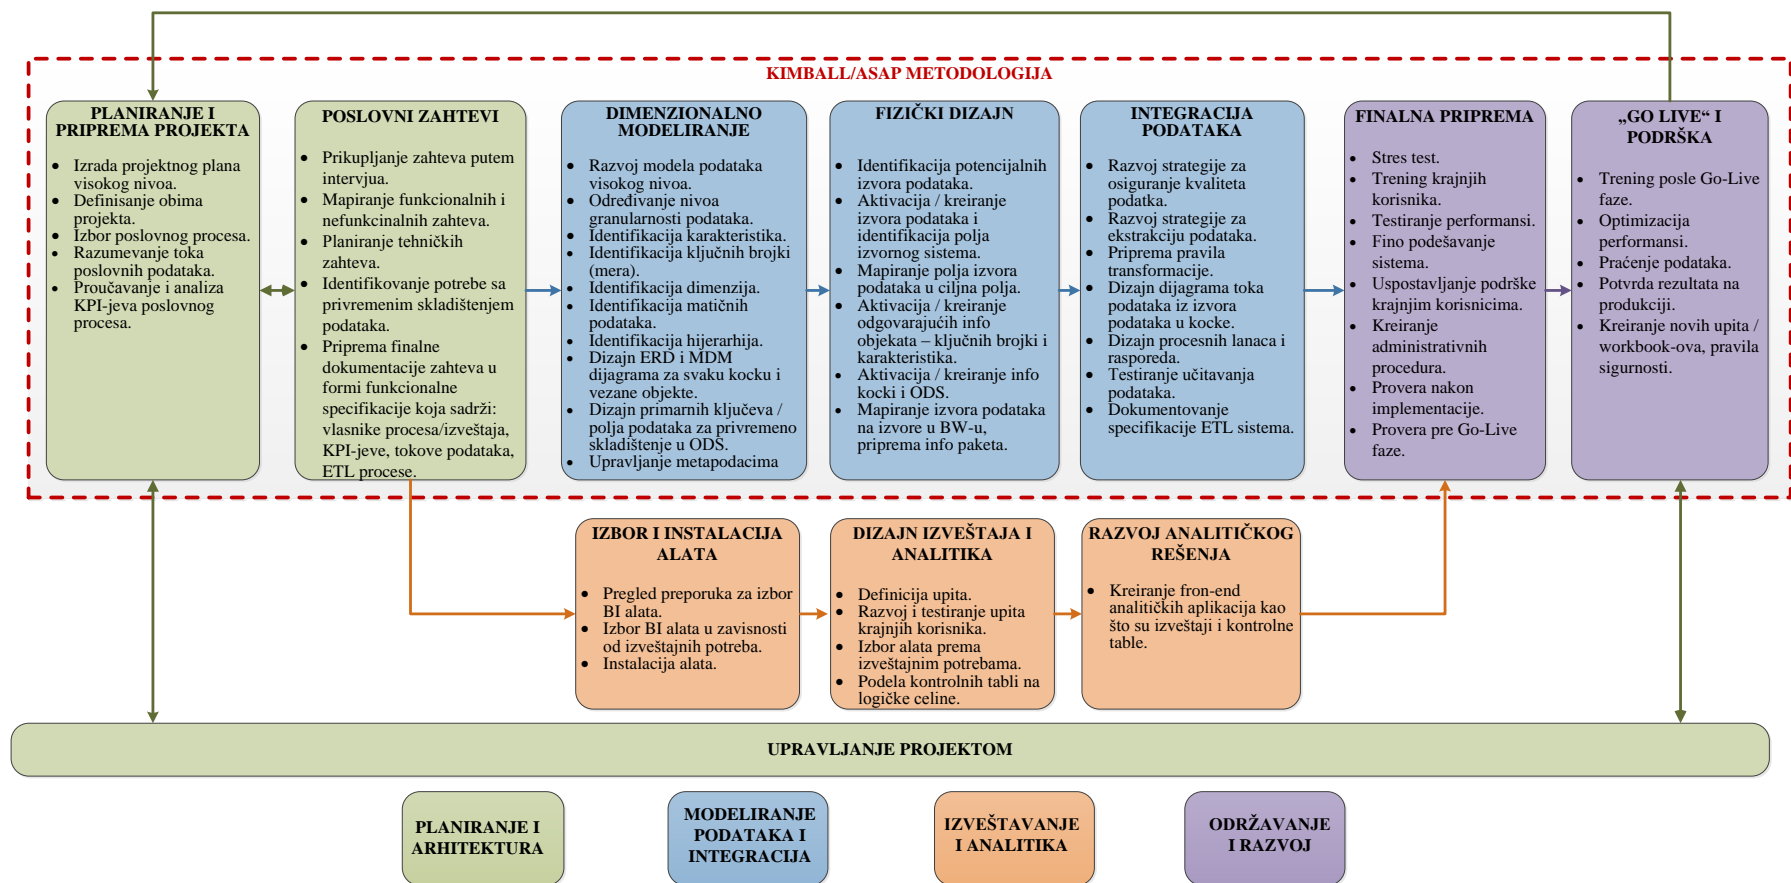 KIMBALL/ASAP METODOLOGIJA
PLANIRANJE I
PRIPREMA PROJEKTA
• Izrada projektnog plana
visokog nivoa.
• Definisanje obima
projekta.
• Izbor poslovnog procesa.
• Razumevanje toka
poslovnih podataka.
• Proučavanje i analiza
KPI-jeva poslovnog
procesa.
POSLOVNI ZAHTEVI
• Prikupljanje zahteva putem
intervjua.
• Mapiranje funkcionalnih i
nefunkcinalnih zahteva.
• Planiranje tehničkih
zahteva.
• Identifikovanje potrebe sa
privremenim skladištenjem
podataka.
• Priprema finalne
dokumentacije zahteva u
formi funkcionalne
specifikacije koja sadrži:
vlasnike procesa/izveštaja,
KPI-jeve, tokove podataka,
ETL procese.
DIMENZIONALNO
MODELIRANJE
• Razvoj modela podataka
visokog nivoa.
• Određivanje nivoa
granularnosti podataka.
• Identifikacija karakteristika.
• Identifikacija ključnih brojki
(mera).
• Identifikacija dimenzija.
• Identifikacija matičnih
podataka.
• Identifikacija hijerarhija.
• Dizajn ERD i MDM
dijagrama za svaku kocku i
vezane objekte.
• Dizajn primarnih ključeva /
polja podataka za privremeno
skladištenje u ODS.
• Upravljanje metapodacima
FIZIČKI DIZAJN
• Identifikacija potencijalnih
izvora podataka.
• Aktivacija / kreiranje
izvora podataka i
identifikacija polja
izvornog sistema.
• Mapiranje polja izvora
podataka u ciljna polja.
• Aktivacija / kreiranje
odgovarajućih info
objekata – ključnih brojki i
karakteristika.
• Aktivacija / kreiranje info
kocki i ODS.
• Mapiranje izvora podataka
na izvore u BW-u,
priprema info paketa.
INTEGRACIJA
PODATAKA
• Razvoj strategije za
osiguranje kvaliteta
podatka.
• Razvoj strategije za
ekstrakciju podataka.
• Priprema pravila
transformacije.
• Dizajn dijagrama toka
podataka iz izvora
podataka u kocke.
• Dizajn procesnih lanaca i
rasporeda.
• Testiranje učitavanja
podataka.
• Dokumentovanje
specifikacije ETL sistema.
FINALNA PRIPREMA
• Stres test.
• Trening krajnjih
korisnika.
• Testiranje performansi.
• Fino podešavanje
sistema.
• Uspostavljanje podrške
krajnjim korisnicima.
• Kreiranje
administrativnih
procedura.
• Provera nakon
implementacije.
• Provera pre Go-Live
faze.
„GO LIVE“ I
PODRŠKA
• Trening posle Go-Live
faze.
• Optimizacija
performansi.
• Praćenje podataka.
• Potvrda rezultata na
produkciji.
• Kreiranje novih upita /
workbook-ova, pravila
sigurnosti.
IZBOR I INSTALACIJA
ALATA
• Pregled preporuka za izbor
BI alata.
• Izbor BI alata u zavisnosti
od izveštajnih potreba.
• Instalacija alata.
DIZAJN IZVEŠTAJA I
ANALITIKA
• Definicija upita.
• Razvoj i testiranje upita
krajnjih korisnika.
• Izbor alata prema
izveštajnim potrebama.
• Podela kontrolnih tabli na
logičke celine.
RAZVOJ ANALITIČKOG
REŠENJA
• Kreiranje fron-end
analitičkih aplikacija kao
što su izveštaji i kontrolne
table.
UPRAVLJANJE PROJEKTOM
PLANIRANJE I
ARHITEKTURA
MODELIRANJE
PODATAKA I
INTEGRACIJA
IZVEŠTAVANJE
I ANALITIKA
ODRŽAVANJE
I RAZVOJ